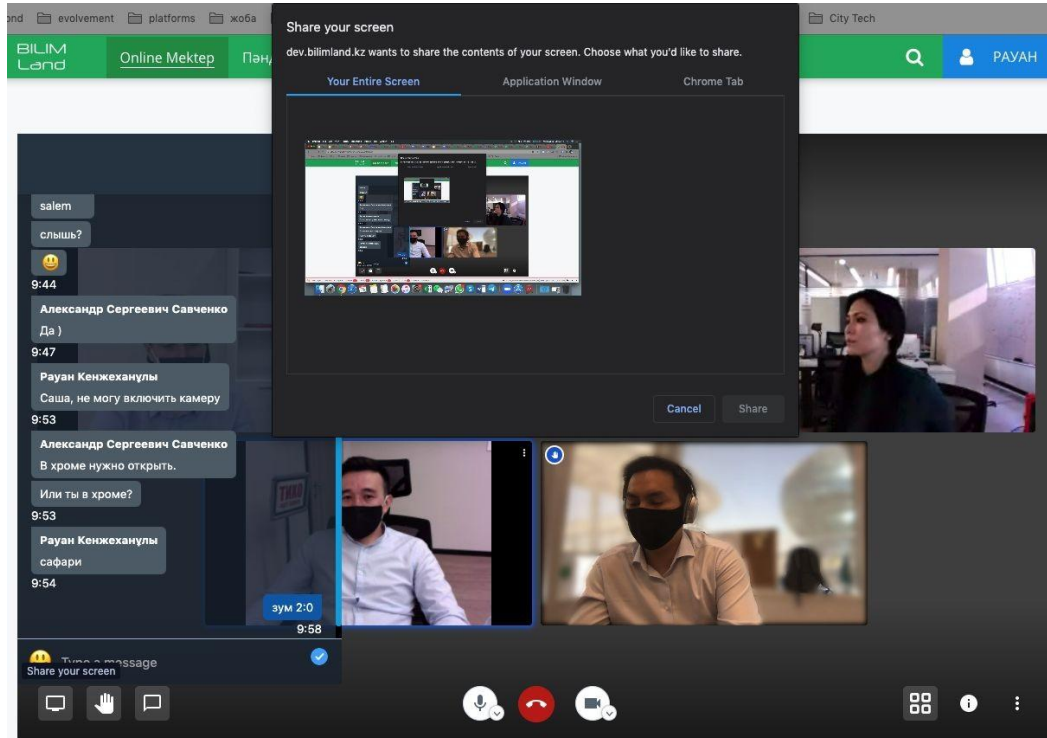 ond evolvement platforms жоба City Tech
BILIM
Land
Online Mektep
РАУАН
Share your screen
dev.bilimland.kz wants to share the contents of your screen. Choose what you'd like to share.
Your Entire Screen Application Window Chrome Tab
Cancel Share
salem
слышь?
9:44
Александр Сергеевич Савченко
Да )
9:47
Рауан Кенжеханұлы
Саша, не могу включить камеру
9:53
Александр Сергеевич Савченко
В хроме нужно открыть.
Или ты в хроме?
9:53
Рауан Кенжеханұлы
сафари
9:54
зум 2:0
9:58
Type a message
Share your screen